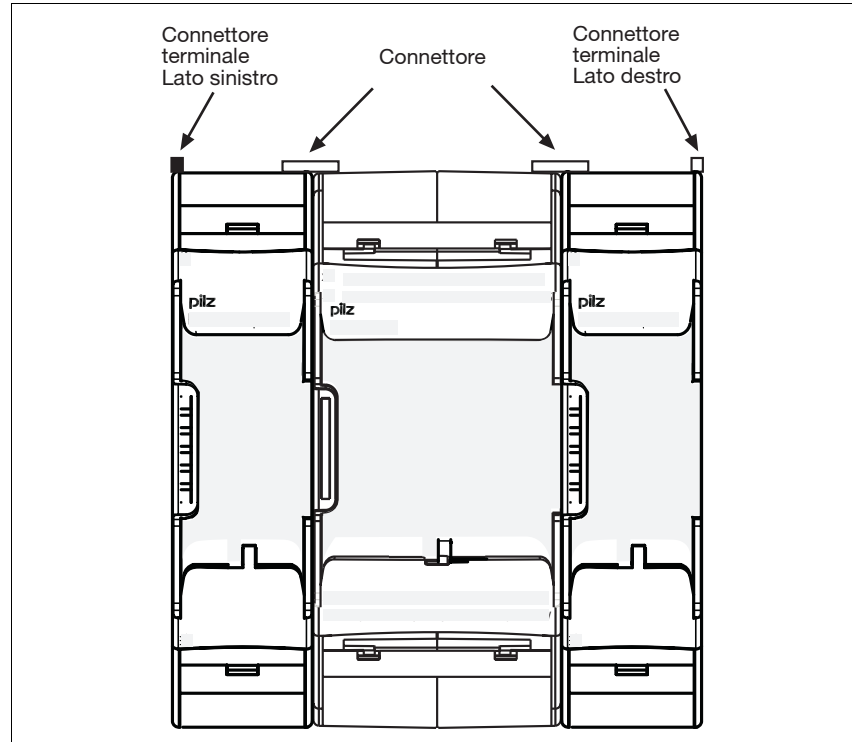 Connettore
terminale
Lato sinistro
Connettore
Connettore
terminale
Lato destro
pilz
pilz
pilz